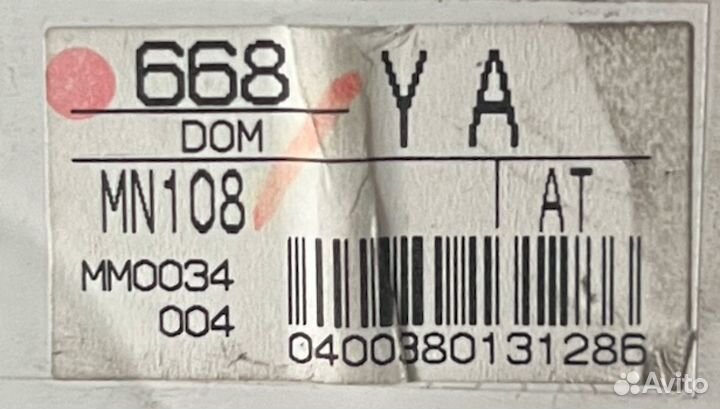 668 YA
DOM
MN108 AT
MM0034
004
0400380131286
Avito